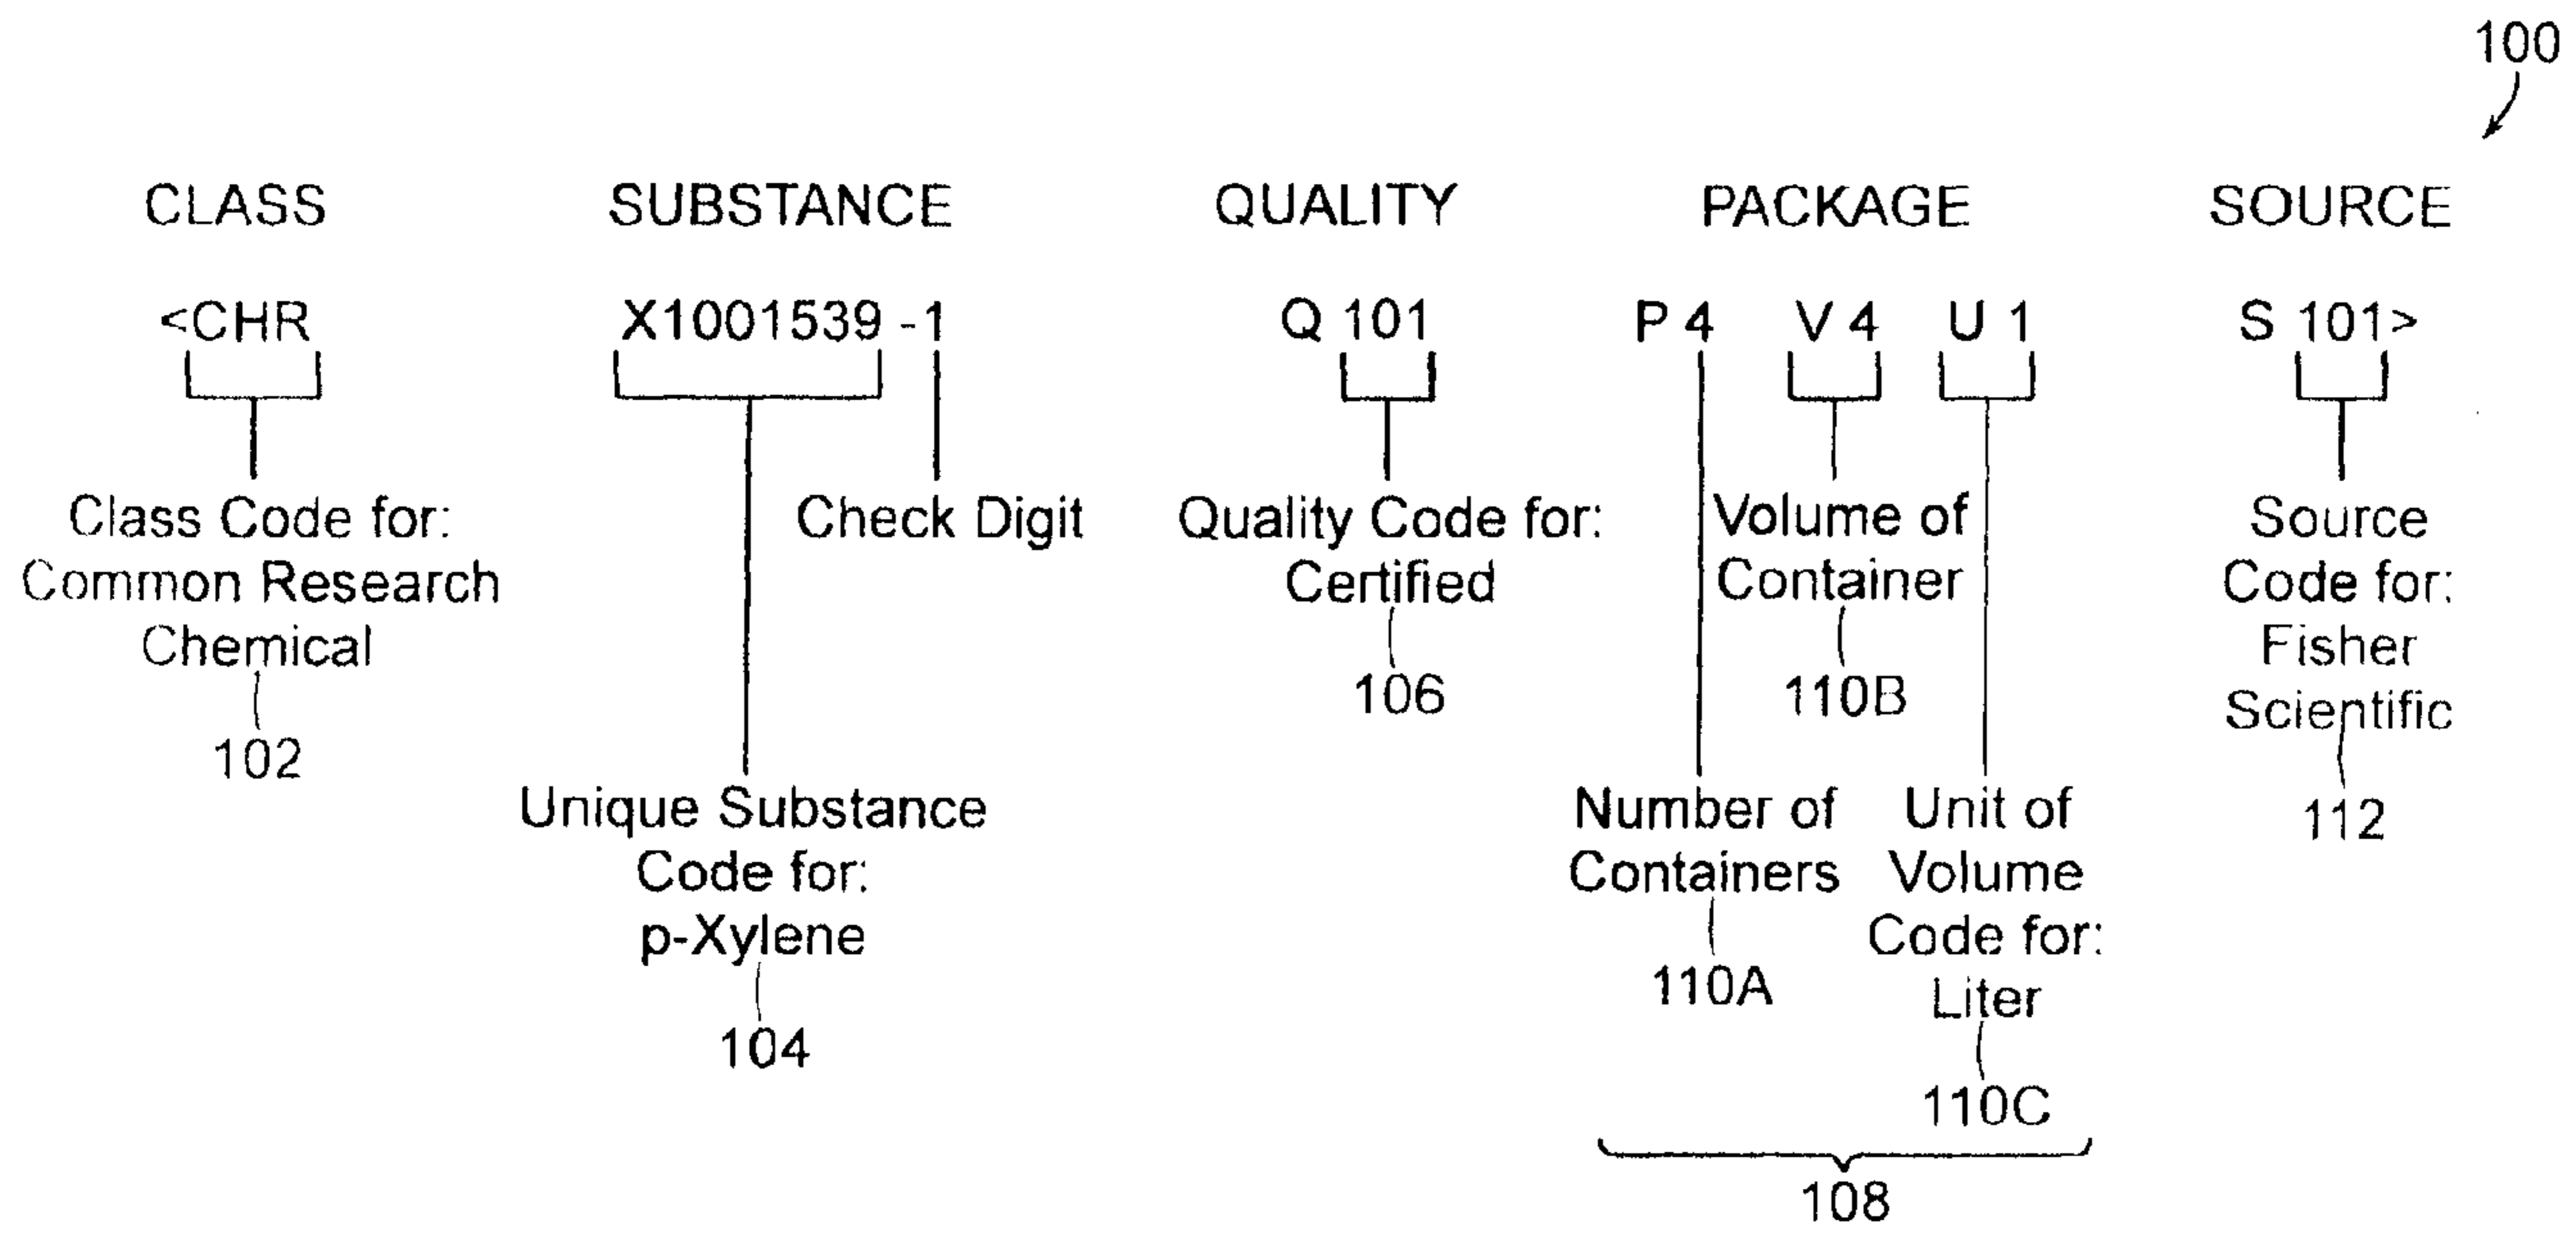 100
CLASS SUBSTANCE QUALITY PACKAGE SOURCE
<CHR X1001539 -1 Q 101 P 4 V 4 U 1 S 101>
Class Code for:
Common Research
Chemical
102
Unique Substance
Code for:
p-Xylene
104
Check Digit
Quality Code for:
Certified
106
Number of
Containers
110A
Volume of
Container
110B
Unit of
Volume
Code for:
Liter
110C
108
Source
Code for:
Fisher
Scientific
112